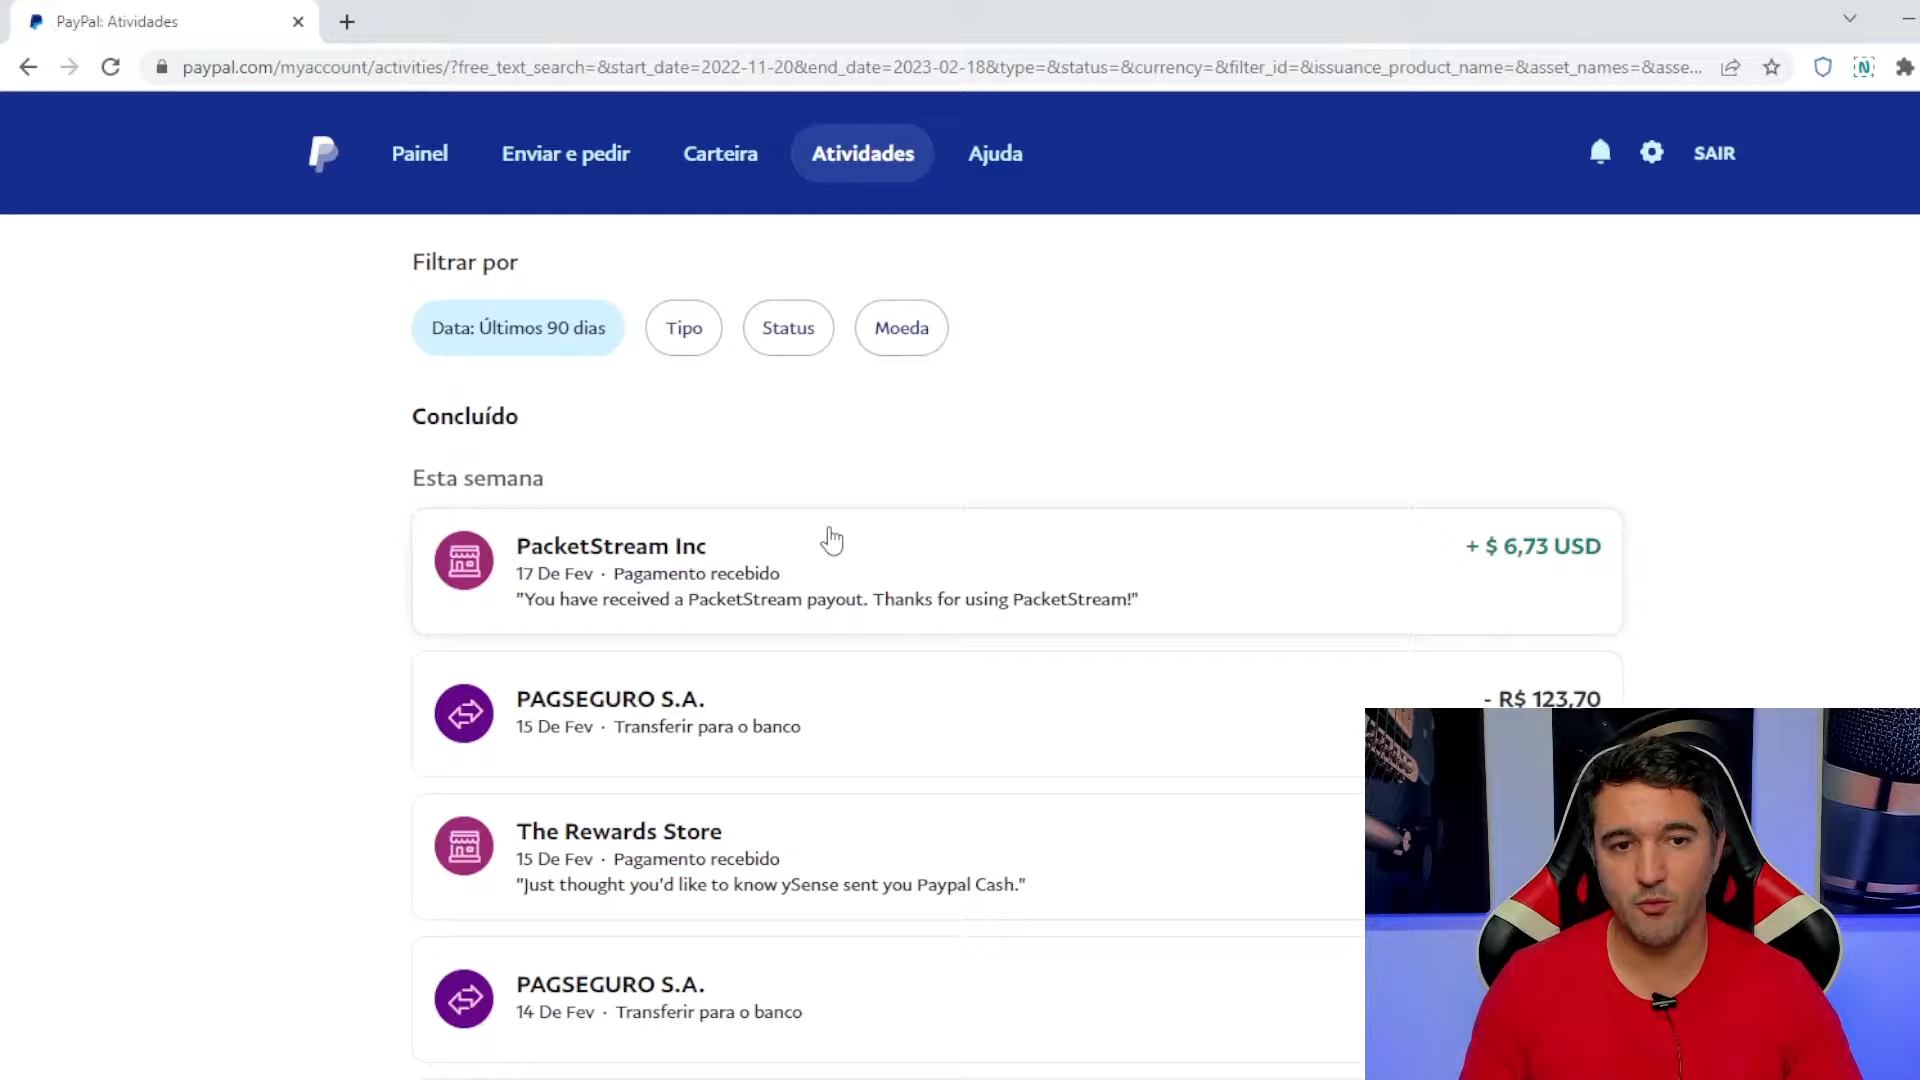 PayPal: Atividades
paypal.com/myaccount/activities/?free_text_search=&start_date=2022-11-20&end_date=2023-02-18&type=&status=&currency=&filter_id=&issuance_product_name=&asset_names=&asse...
Painel
Enviar e pedir
Carteira
Atividades
Ajuda
SAIR
Filtrar por
Data: Últimos 90 dias
Tipo
Status
Moeda
Concluído
Esta semana
PacketStream Inc
+ $ 6,73 USD
17 De Fev · Pagamento recebido
"You have received a PacketStream payout. Thanks for using PacketStream!"
PAGSEGURO S.A.
- R$ 123,70
15 De Fev · Transferir para o banco
The Rewards Store
15 De Fev · Pagamento recebido
"Just thought you'd like to know ySense sent you Paypal Cash."
PAGSEGURO S.A.
14 De Fev · Transferir para o banco